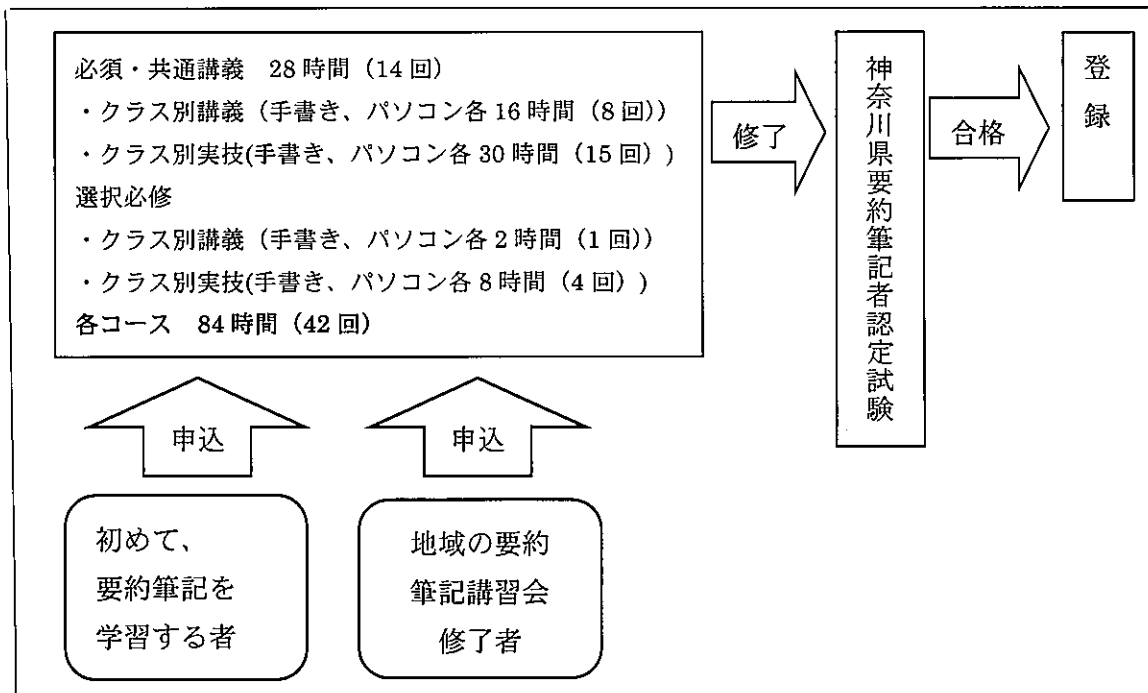 必須・共通講義　28時間（14回）
・クラス別講義（手書き、パソコン各16時間（8回））
・クラス別実技(手書き、パソコン各30時間（15回）)
選択必修
・クラス別講義（手書き、パソコン各2時間（1回））
・クラス別実技(手書き、パソコン各8時間（4回）)
各コース　84時間（42回）
修了
神奈川県要約筆記者認定試験
合格
登録
申込
申込
初めて、
要約筆記を
学習する者
地域の要約
筆記講習会
修了者